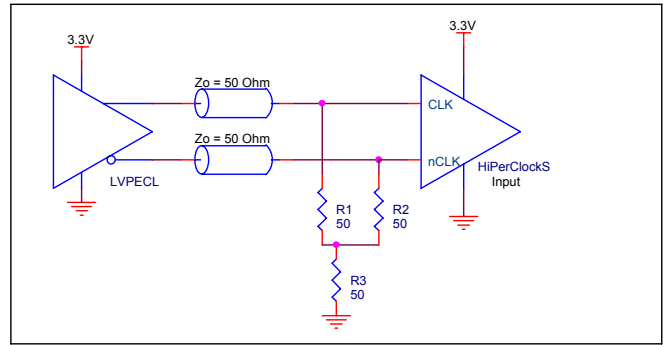 3.3V
3.3V
Zo = 50 Ohm
CLK
Zo = 50 Ohm
nCLK
HiPerClockS
Input
LVPECL
R1
50
R2
50
R3
50